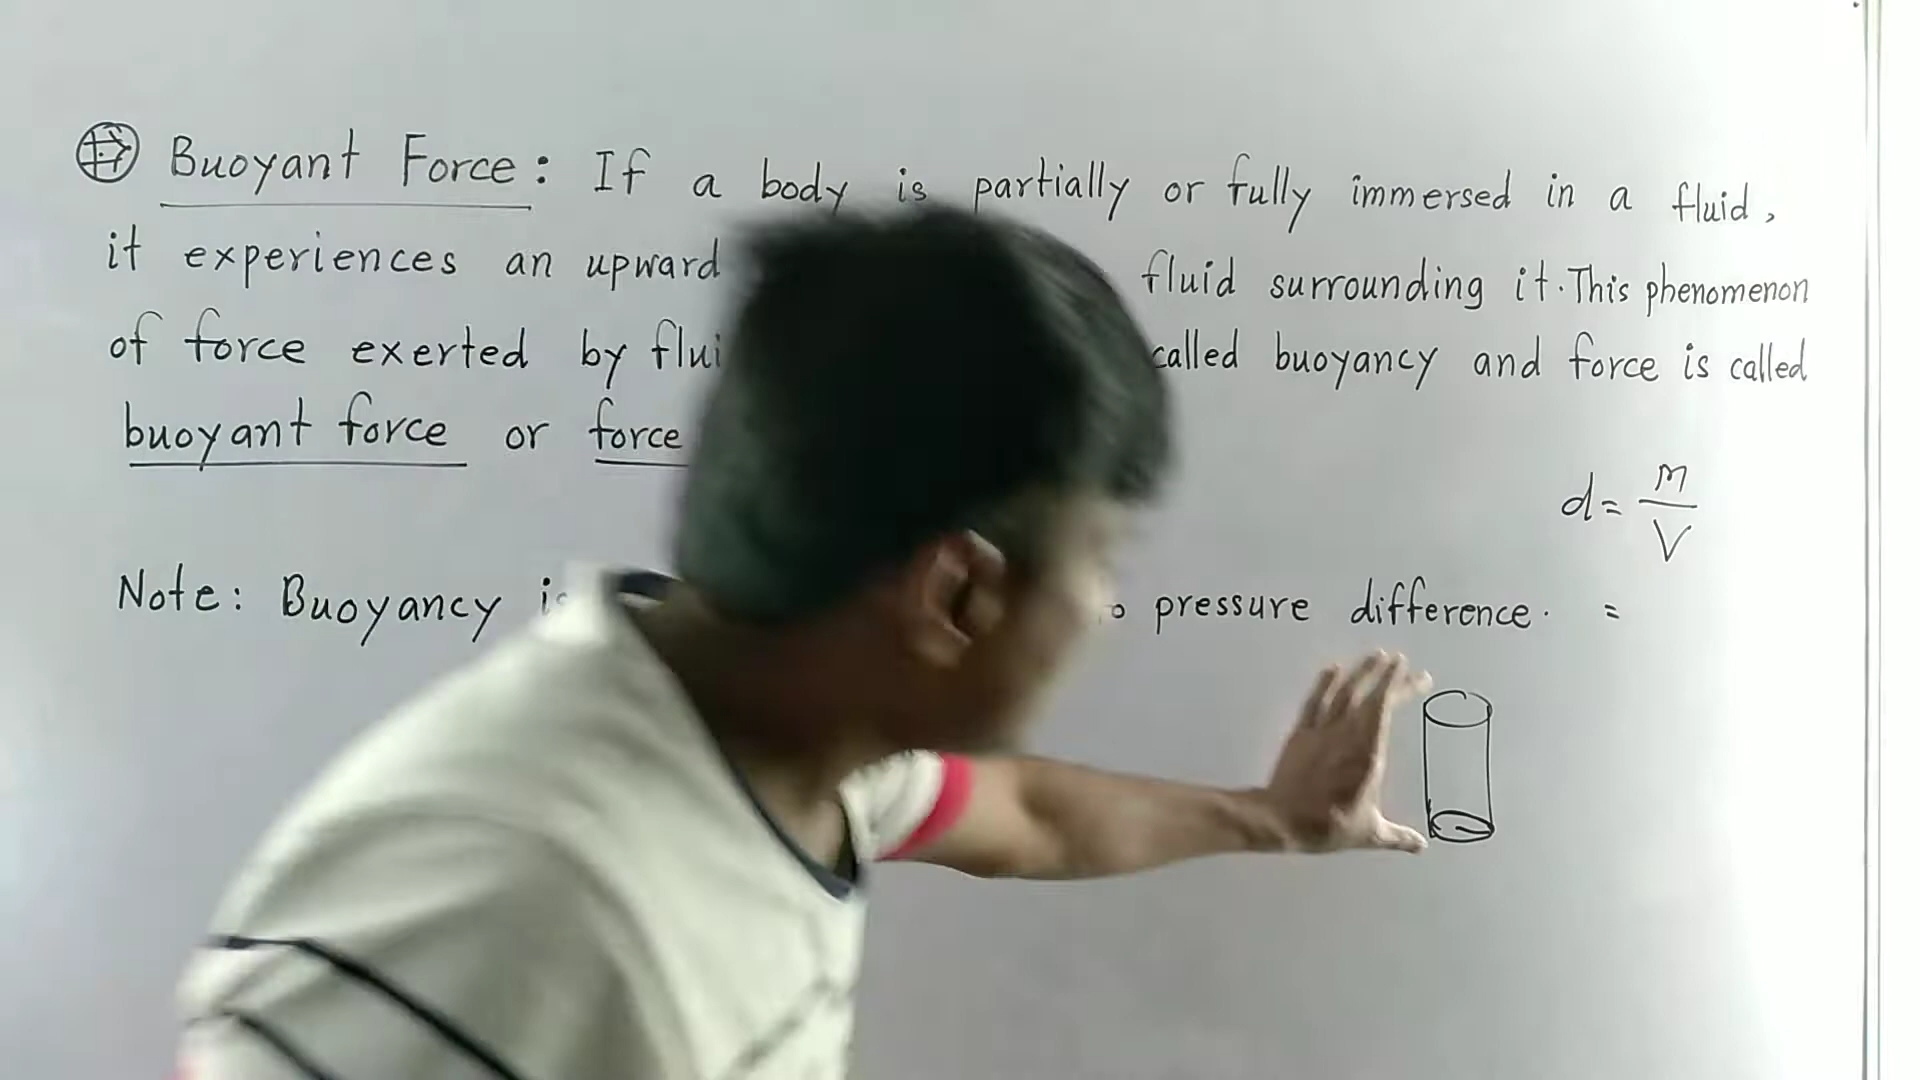 Buoyant Force: If a body is partially or fully immersed in a fluid,
it experiences an upward fluid surrounding it. This phenomenon
of force exerted by called buoyancy and force is called
buoyant force or force
d = m/V
Note: Buoyancy pressure difference. =